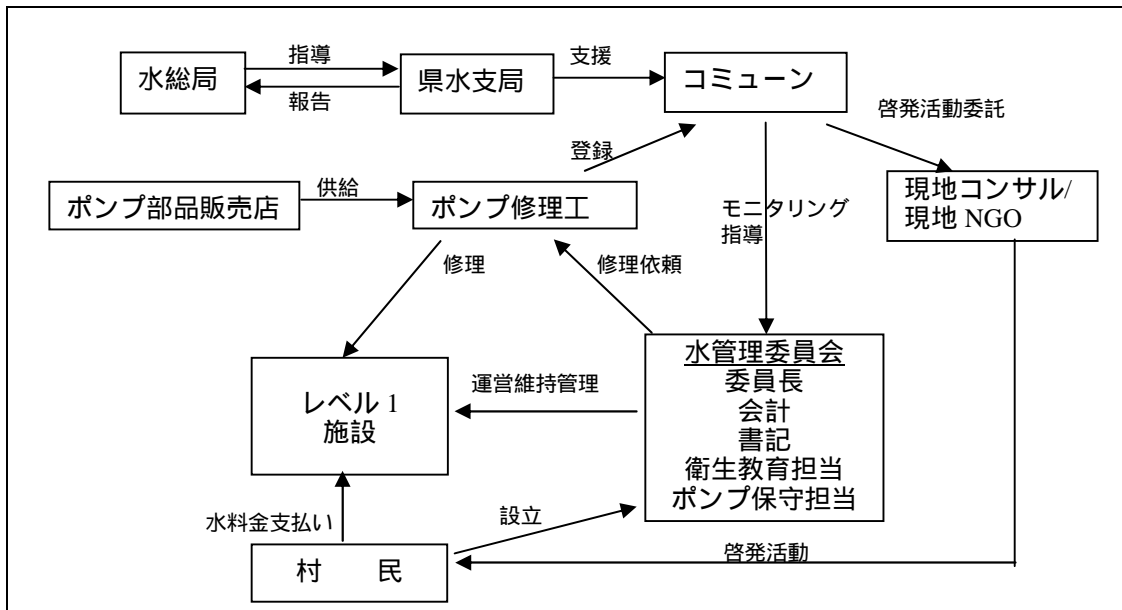 水総局
指導
報告
県水支局
支援
コミューン
啓発活動委託
登録
ポンプ部品販売店
供給
ポンプ修理工
モニタリング
指導
現地コンサル/
現地 NGO
修理
修理依頼
レベル 1
施設
運営維持管理
水管理委員会
委員長
会計
書記
衛生教育担当
ポンプ保守担当
水料金支払い
設立
啓発活動
村　　民